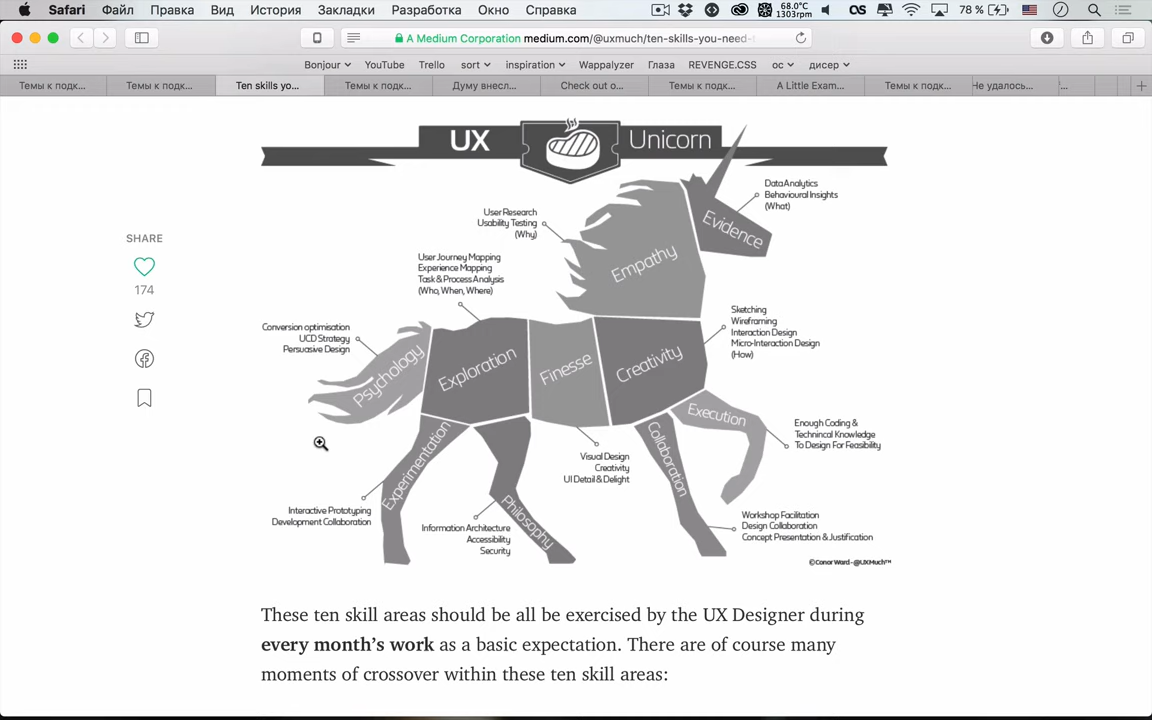 Safari Файл Правка Вид История Закладки Разработка Окно Справка 68.0°C 1303rpm 78 %
A Medium Corporation medium.com/@uxmuch/ten-skills-you-need-
Bonjour YouTube Trello sort inspiration Wappalyzer Глаза REVENGE.CSS ос дисер
Темы к подк... Темы к подк... Ten skills yo... Темы к подк... Думу внесл... Check out o... Темы к подк... A Little Exam... Темы к подк... Не удалось...
UX Unicorn
Data Analytics
Behavioural Insights
(What)
Evidence
User Research
Usability Testing
(Why)
Empathy
SHARE
174
User Journey Mapping
Experience Mapping
Task & Process Analysis
(Who, When, Where)
Sketching
Wireframing
Interaction Design
Micro-Interaction Design
(How)
Conversion optimisation
UCD Strategy
Persuasive Design
Psychology
Exploration
Finesse
Creativity
Execution
Enough Coding &
Technincal Knowledge
To Design For Feasibility
Experimentation
Collaboration
Visual Design
Creativity
UI Detail & Delight
Interactive Prototyping
Development Collaboration
Philosophy
Information Architecture
Accessibility
Security
Workshop Facilitation
Design Collaboration
Concept Presentation & Justification
©Conor Ward - @UXMuch™
These ten skill areas should be all be exercised by the UX Designer during
every month's work as a basic expectation. There are of course many
moments of crossover within these ten skill areas: